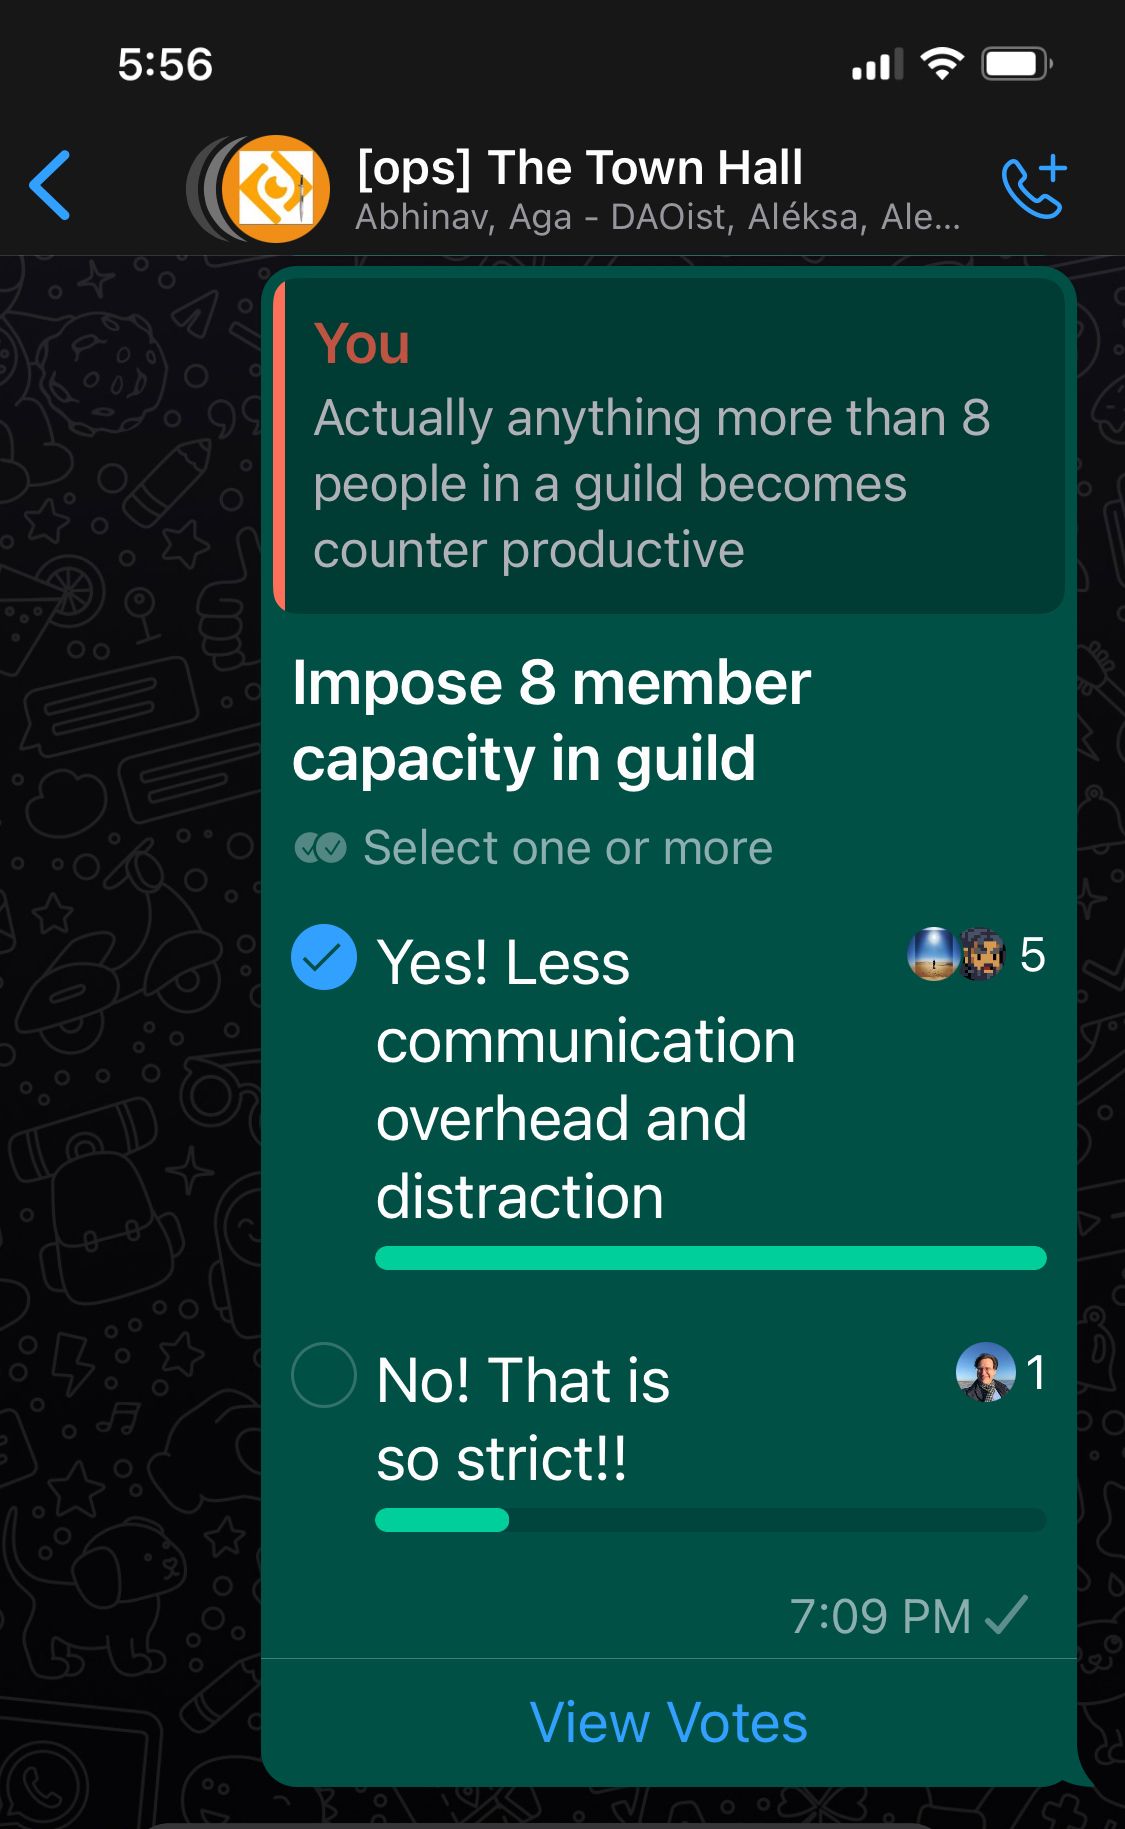 5:56
[ops] The Town Hall
Abhinav, Aga - DAOist, Aléksa, Ale...
You
Actually anything more than 8
people in a guild becomes
counter productive
Impose 8 member
capacity in guild
Select one or more
Yes! Less 5
communication
overhead and
distraction
No! That is 1
so strict!!
7:09 PM
View Votes